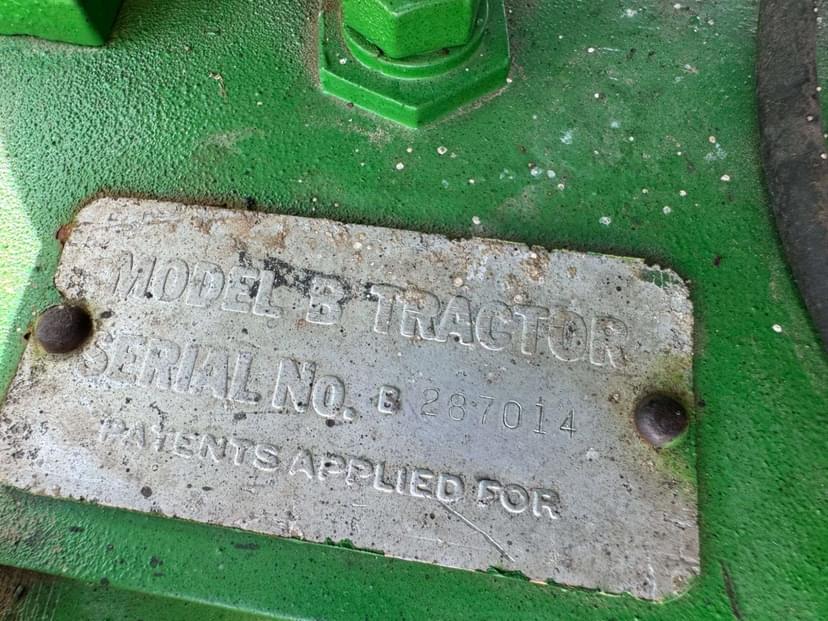 MODEL B TRACTOR
SERIAL NO. B 287014
PATENTS APPLIED FOR